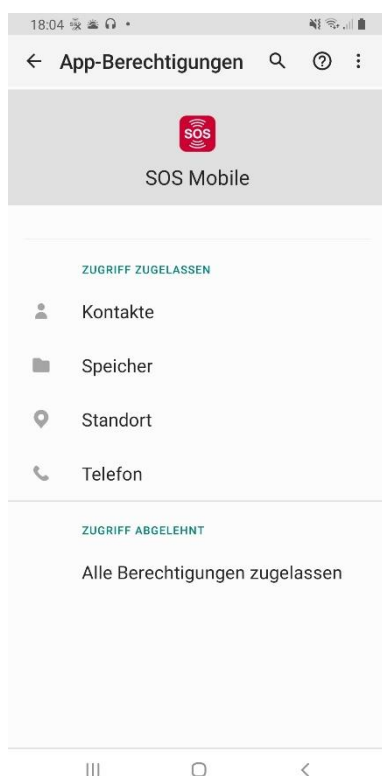 18:04
App-Berechtigungen
SOS
SOS Mobile
ZUGRIFF ZUGELASSEN
Kontakte
Speicher
Standort
Telefon
ZUGRIFF ABGELEHNT
Alle Berechtigungen zugelassen